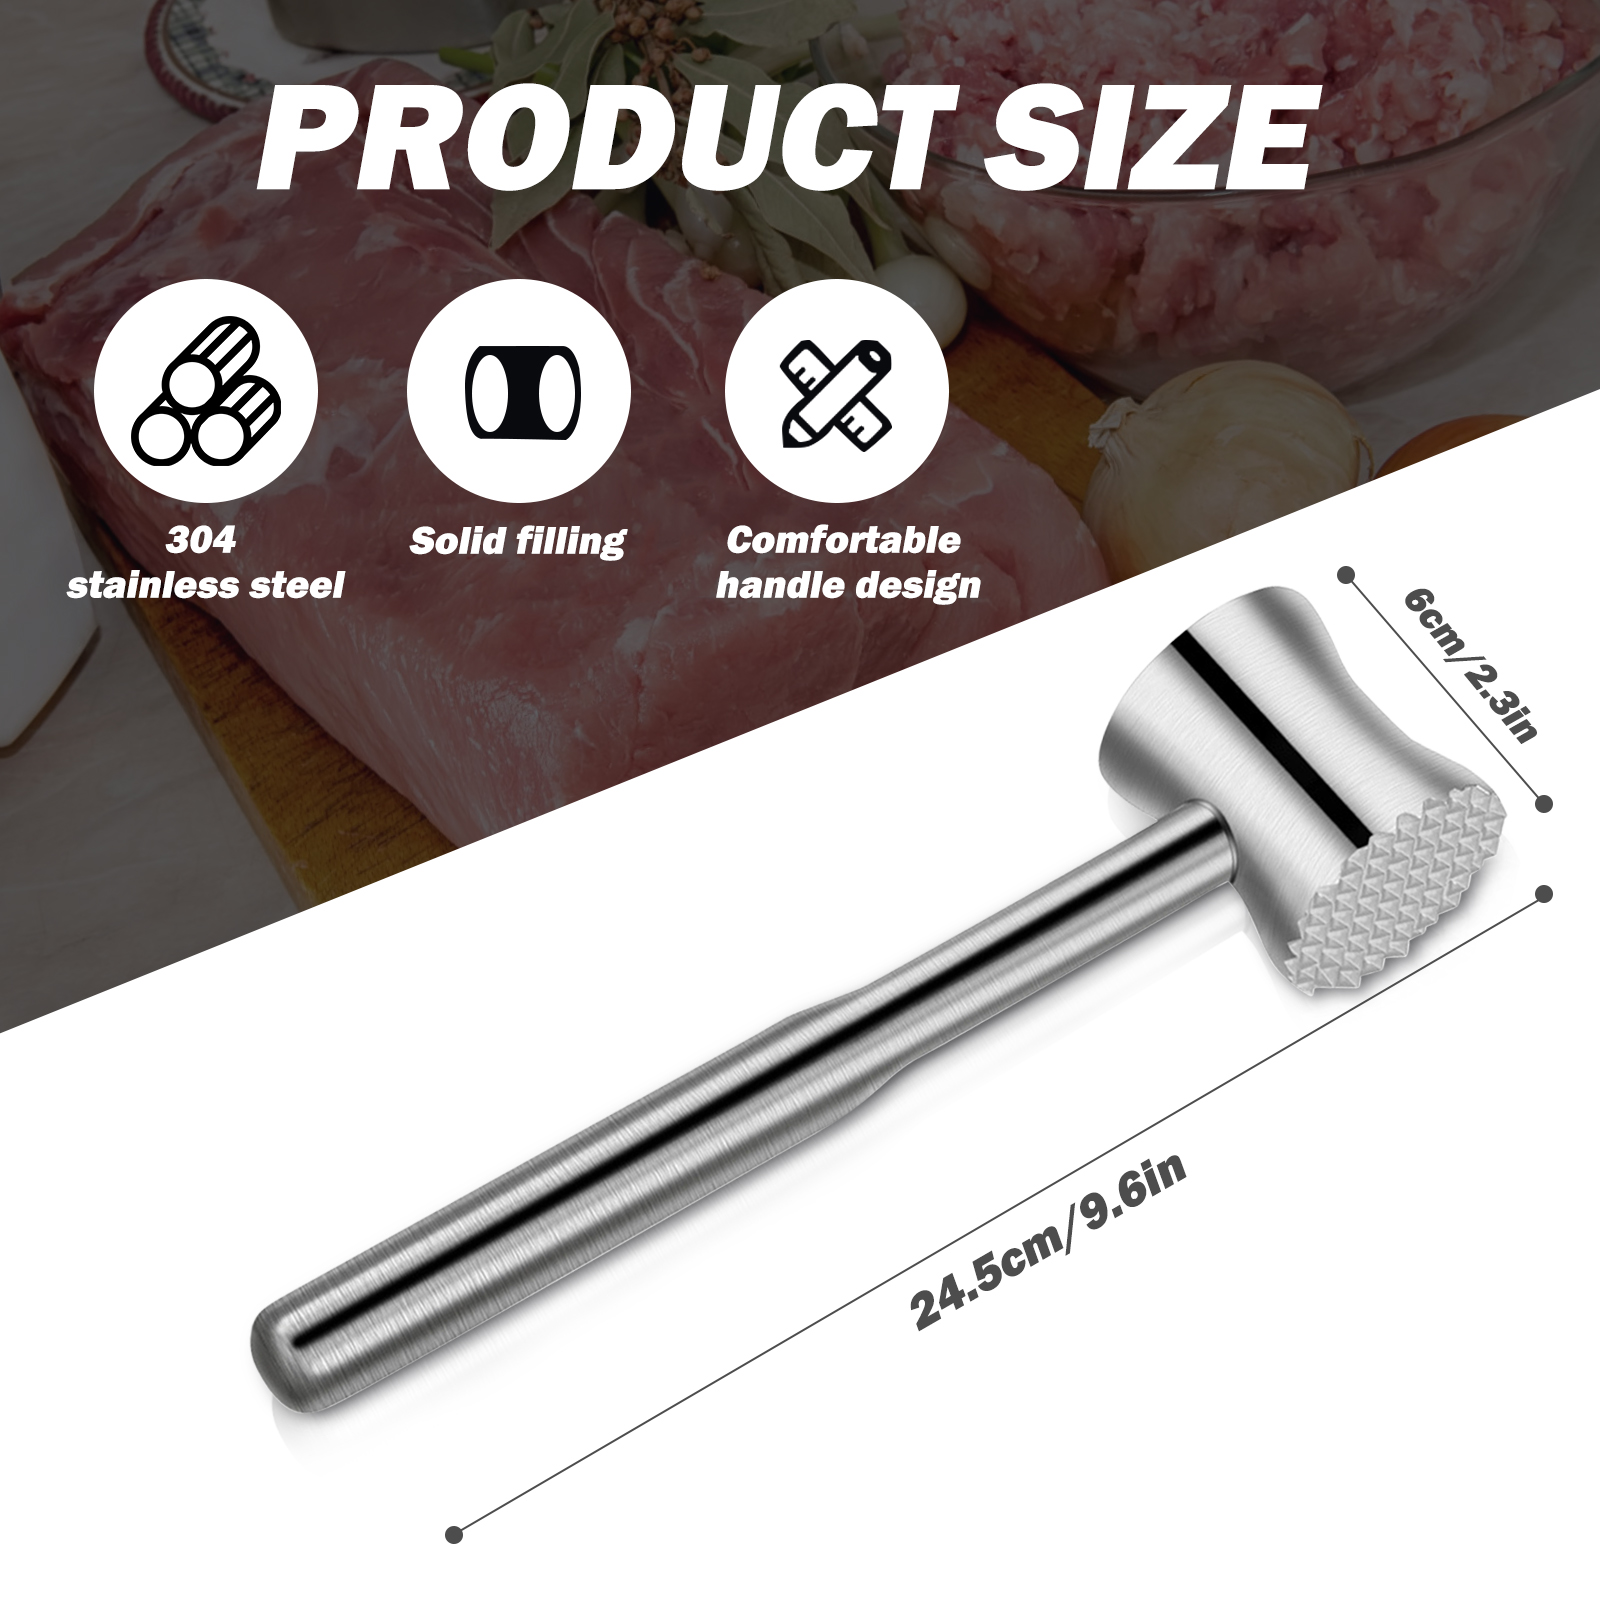 PRODUCT SIZE
304
stainless steel
Solid filling
Comfortable
handle design
6cm/2.3in
24.5cm/9.6in